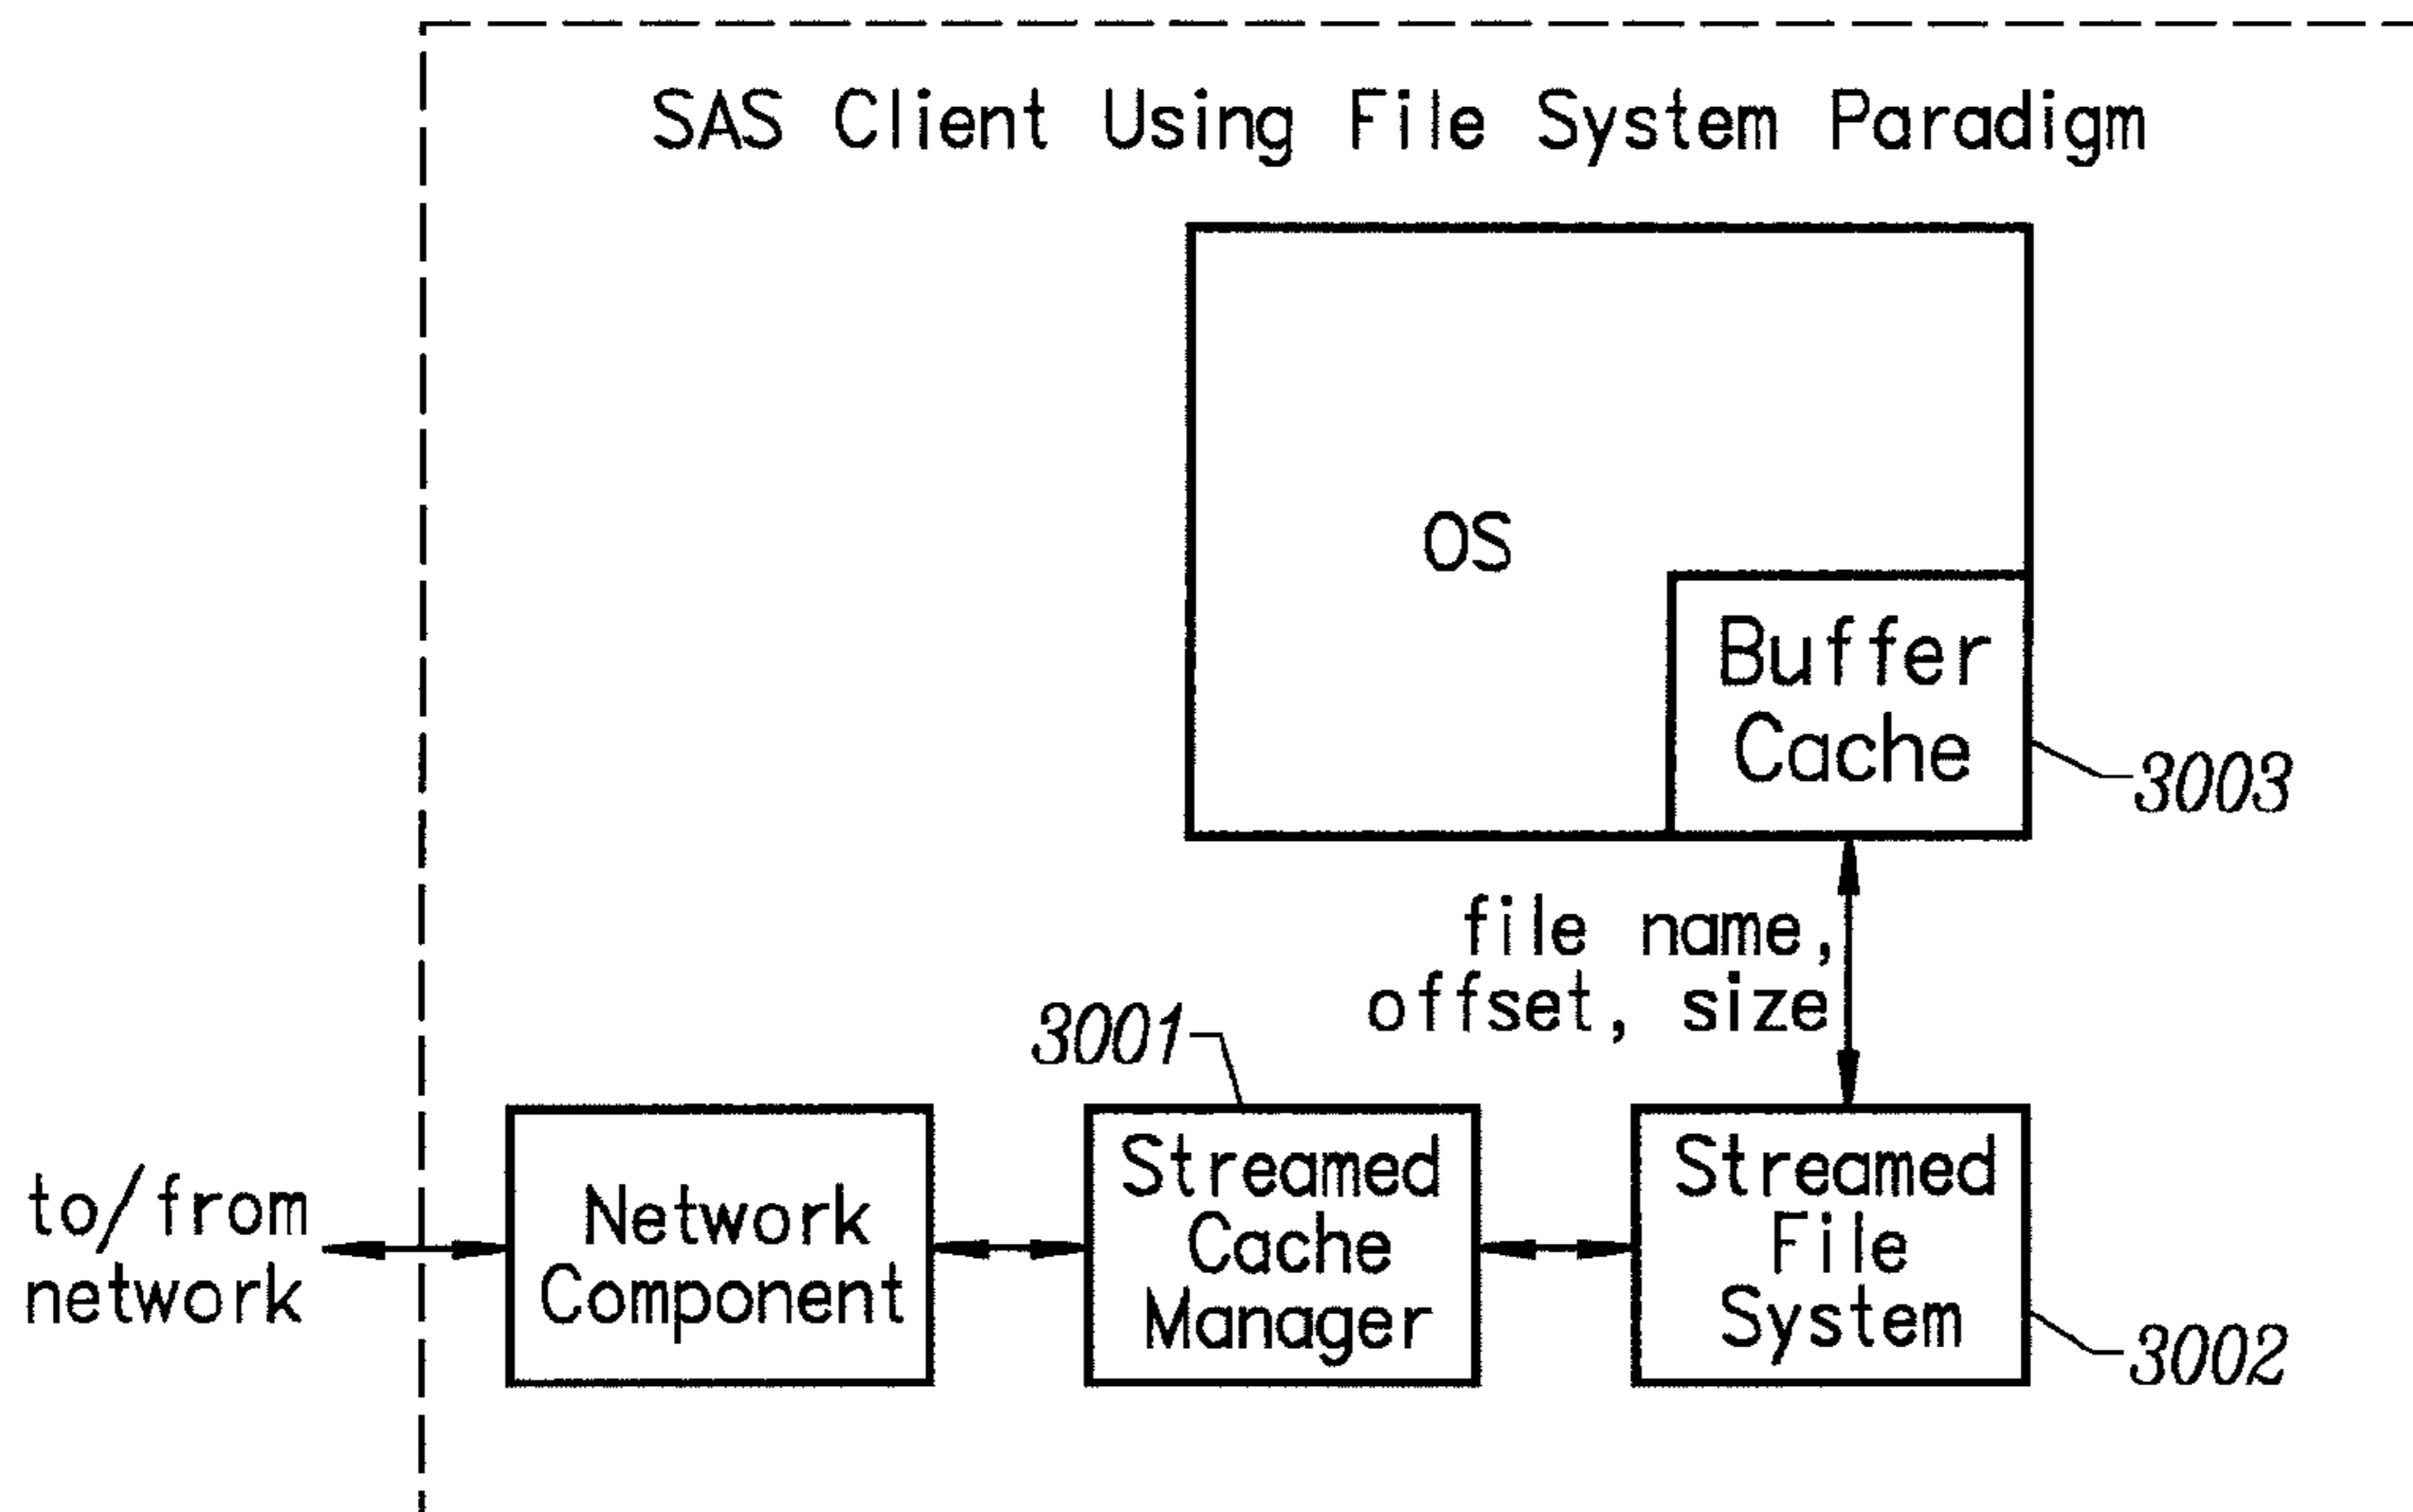 SAS Client Using File System Paradigm
OS
Buffer
Cache
3003
file name,
offset, size
3001
to/from
network
Network
Component
Streamed
Cache
Manager
Streamed
File
System
3002